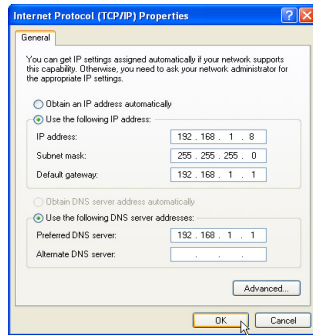 Internet Protocol (TCP/IP) Properties
General
You can get IP settings assigned automatically if your network supports
this capability. Otherwise, you need to ask your network administrator for
the appropriate IP settings.
Obtain an IP address automatically
Use the following IP address:
IP address: 192 . 168 . 1 . 8
Subnet mask: 255 . 255 . 255 . 0
Default gateway: 192 . 168 . 1 . 1
Obtain DNS server address automatically
Use the following DNS server addresses:
Preferred DNS server: 192 . 168 . 1 . 1
Alternate DNS server: . . .
Advanced...
OK Cancel